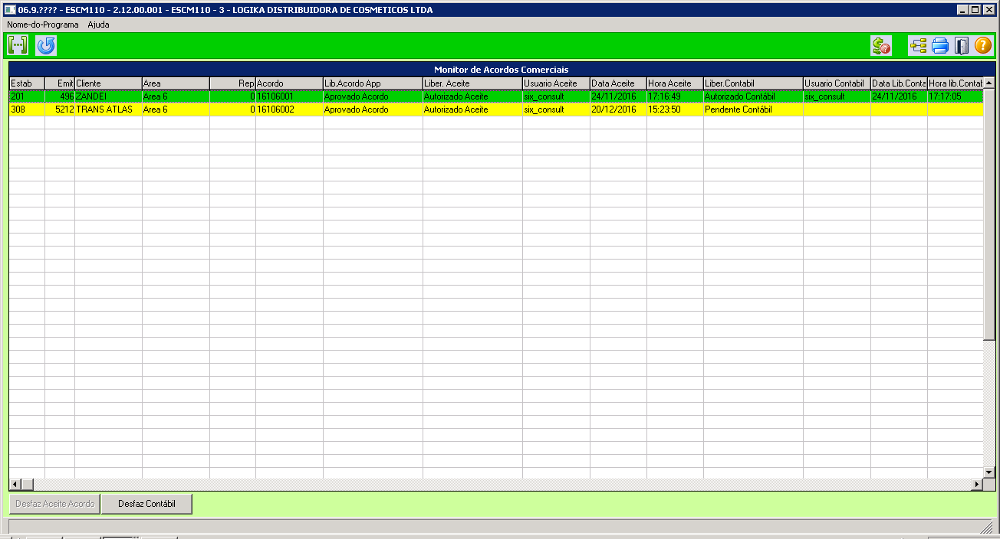 06.9.???? - ESCM110 - 2.12.00.001 - ESCM110 - 3 - LOGIKA DISTRIBUIDORA DE COSMETICOS LTDA
Nome-do-Programa Ajuda
Monitor de Acordos Comerciais
Estab Emit Cliente Area Rep Acordo Lib.Acordo App Liber. Aceite Usuario Aceite Data Aceite Hora Aceite Liber.Contabil Usuario Contabil Data Lib.Conta Hora lib.Contab
201 496 ZANDEI Area 6 0 16106001 Aprovado Acordo Autorizado Aceite six_consult 24/11/2016 17:16:49 Autorizado Contábil six_consult 24/11/2016 17:17:05
308 5212 TRANS ATLAS Area 6 0 16106002 Aprovado Acordo Autorizado Aceite six_consult 20/12/2016 15:23:50 Pendente Contábil
Desfaz Aceite Acordo Desfaz Contábil